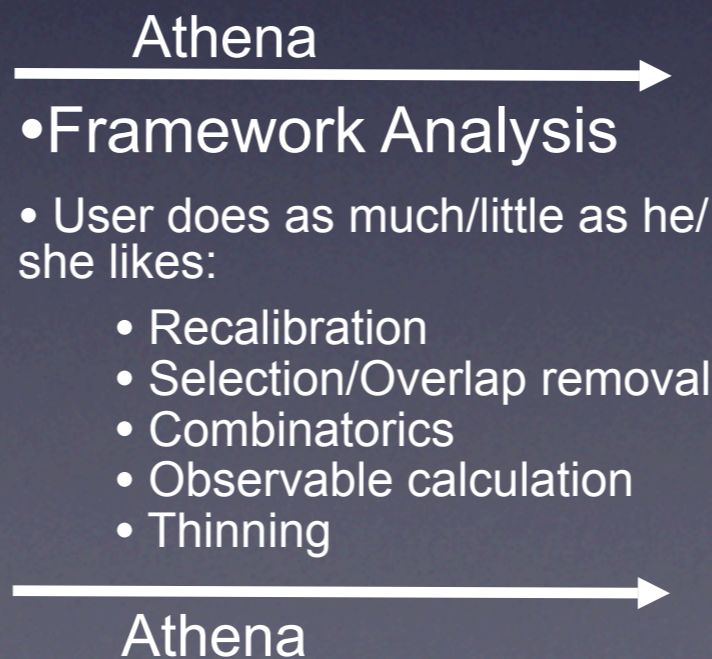 Athena
•Framework Analysis
• User does as much/little as he/
she likes:
• Recalibration
• Selection/Overlap removal
• Combinatorics
• Observable calculation
• Thinning
Athena